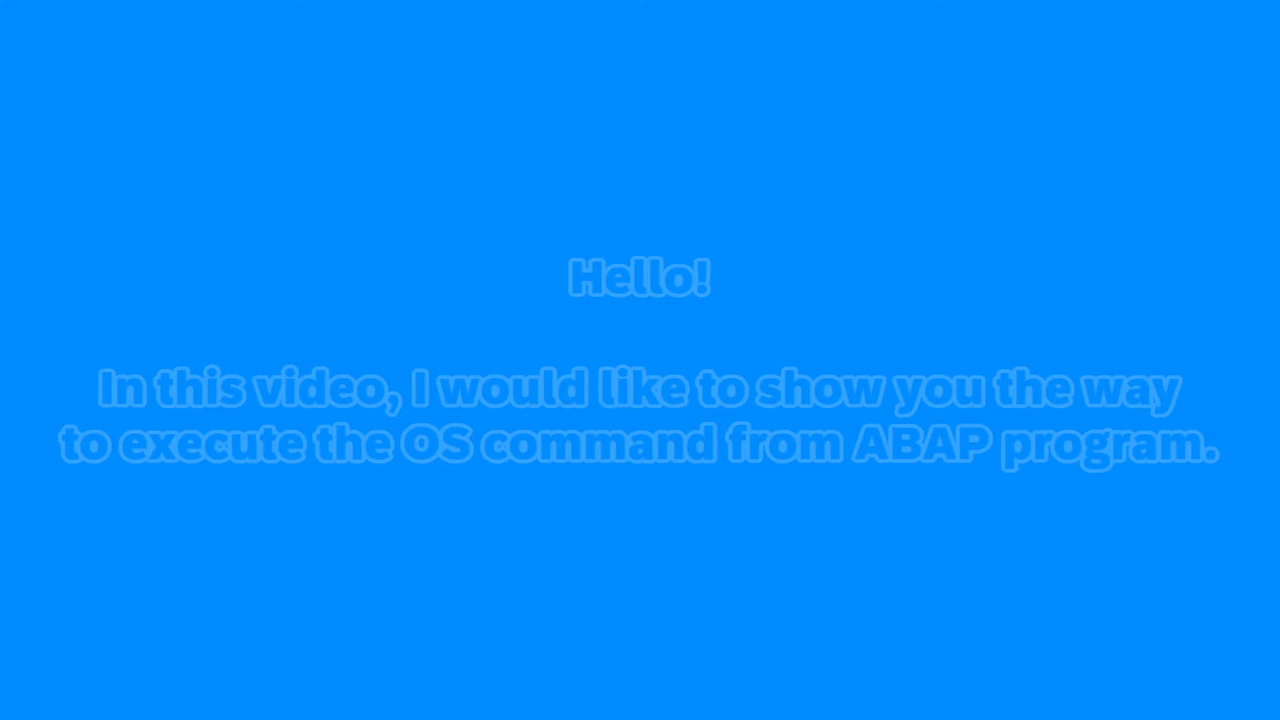 Hello!
In this video, I would like to show you the way
to execute the OS command from ABAP program.